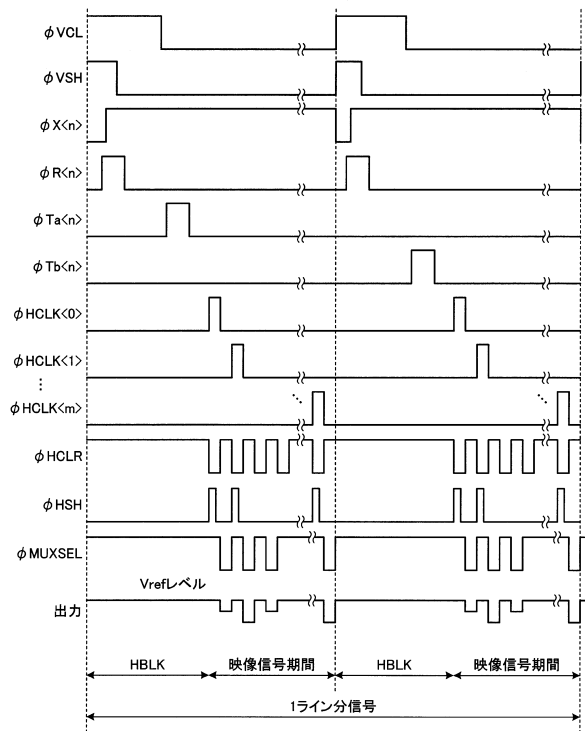 φVCL
φVSH
φX<n>
φR<n>
φTa<n>
φTb<n>
φHCLK<0>
φHCLK<1>
⋮
φHCLK<m>
φHCLR
φHSH
φMUXSEL
Vrefレベル
出力
HBLK 映像信号期間 HBLK 映像信号期間
1ライン分信号